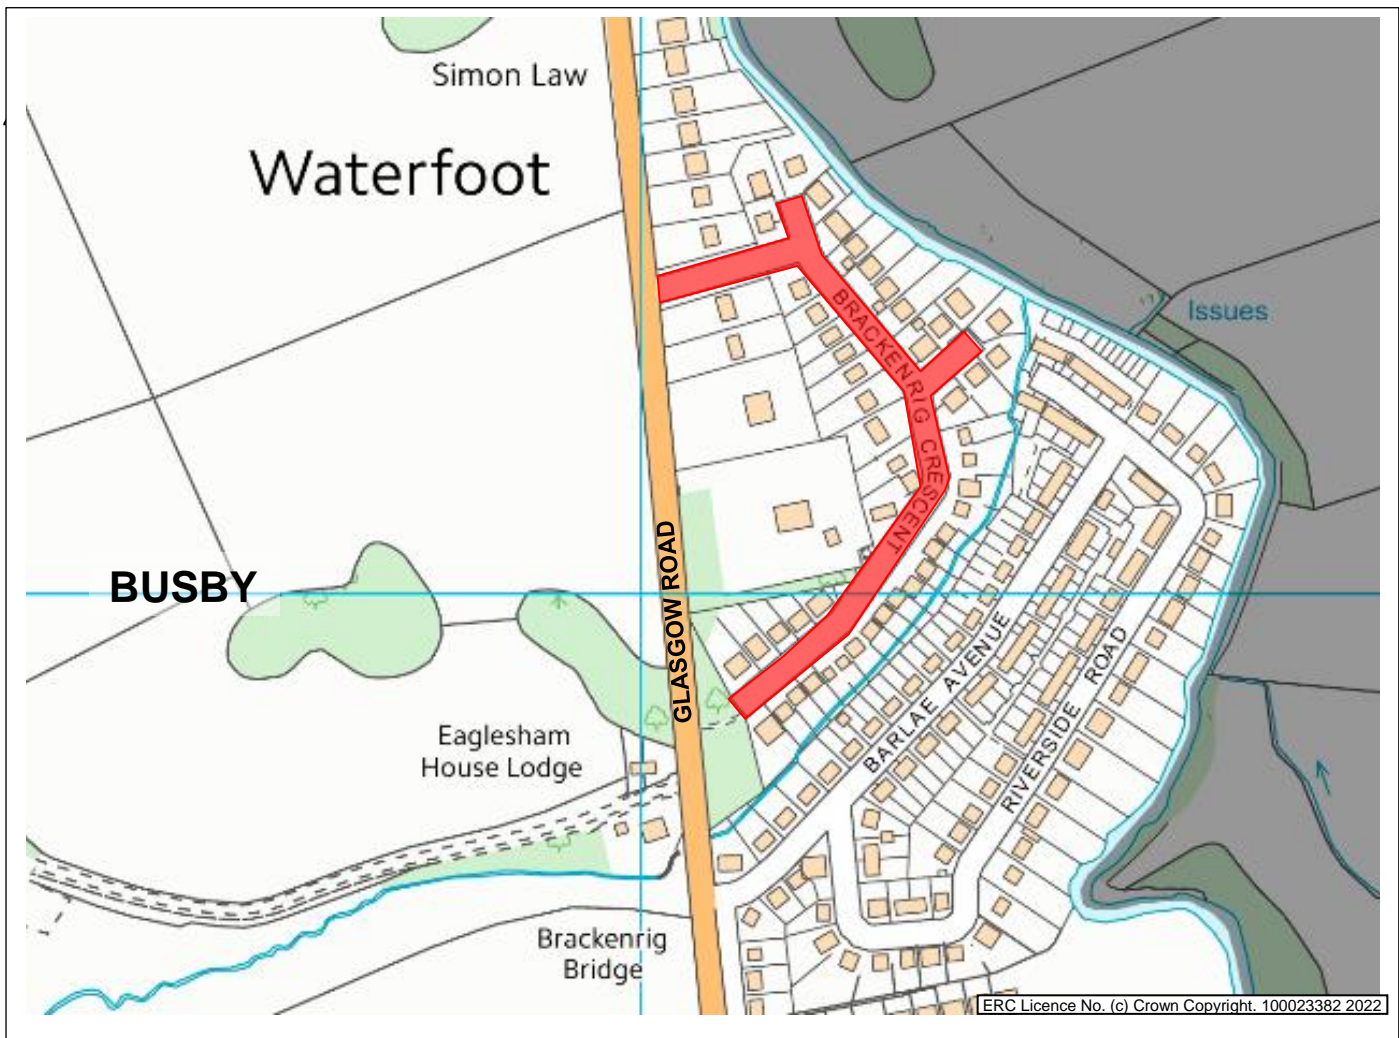 Simon Law
Waterfoot
Issues
BRACKENRIG CRESCENT
GLASGOW ROAD
BUSBY
BARLAE AVENUE
RIVERSIDE ROAD
Eaglesham
House Lodge
Brackenrig
Bridge
ERC Licence No. (c) Crown Copyright. 100023382 2022